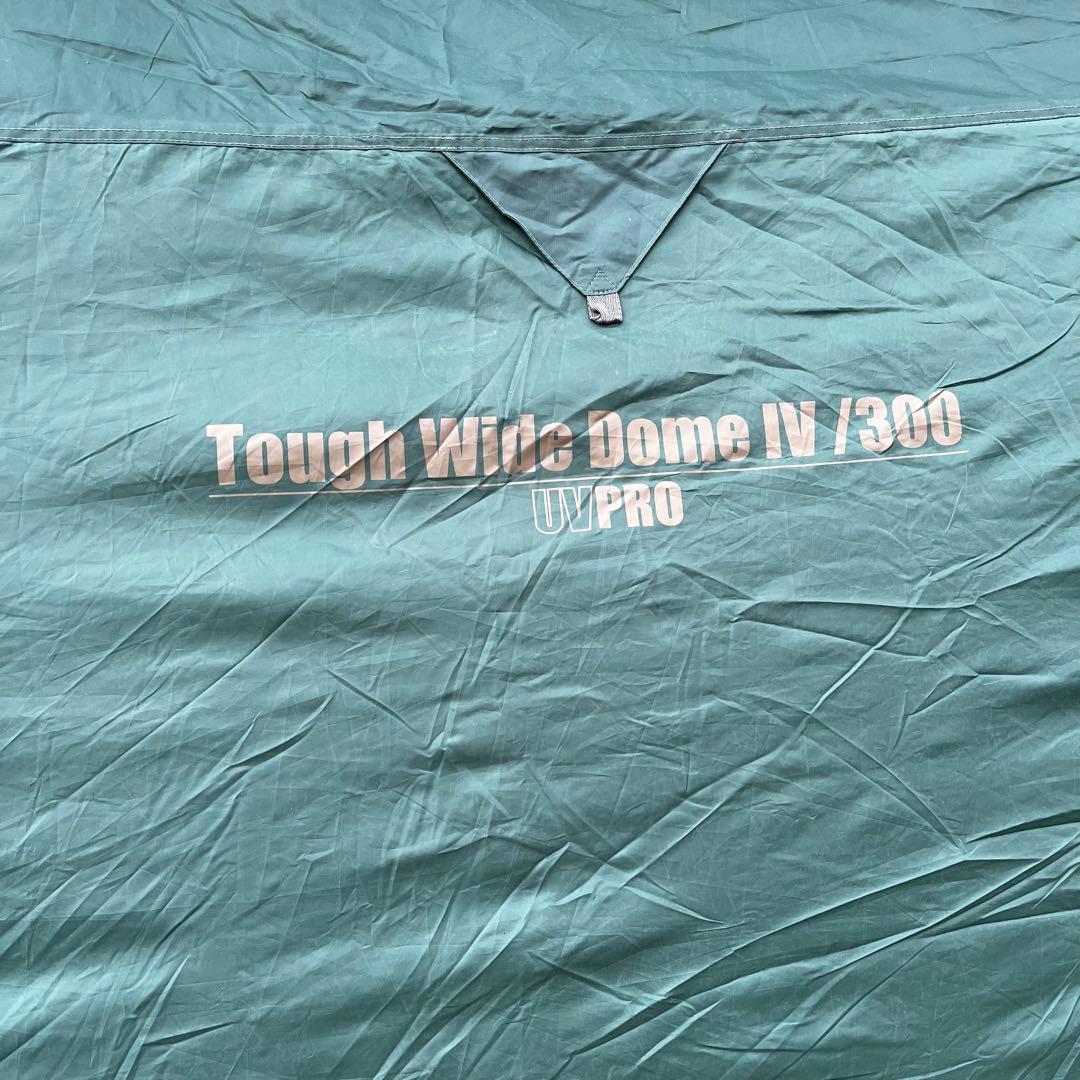 Tough Wide Dome IV /300
UVPRO